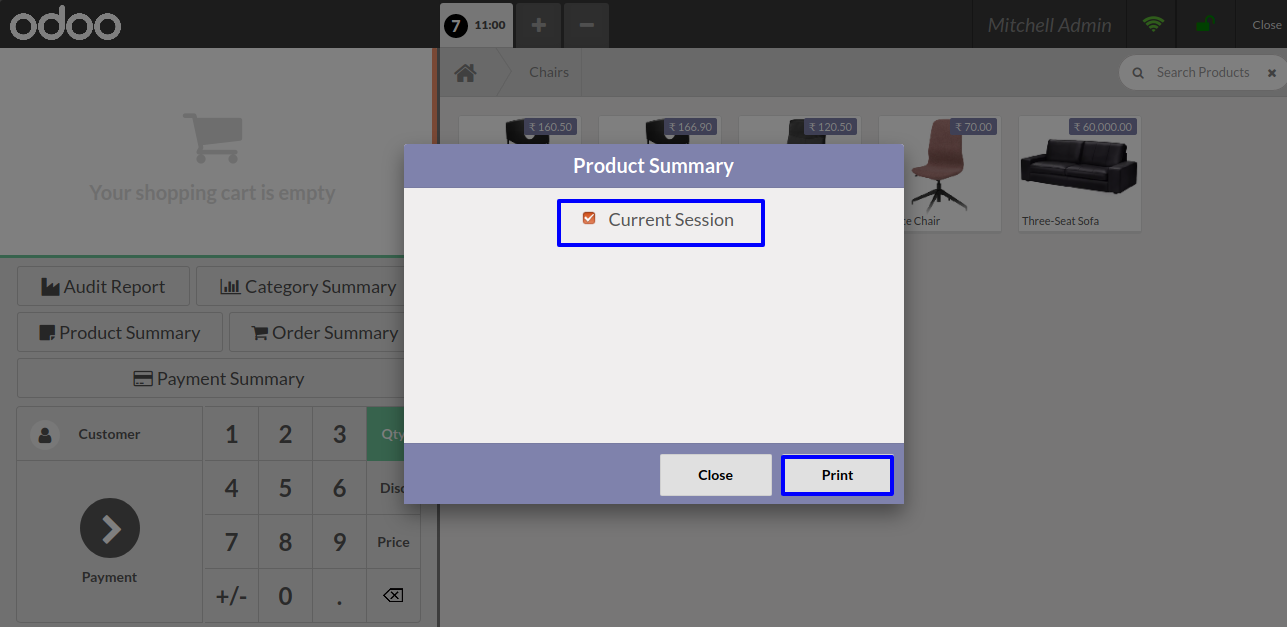 odoo
7 11:00
Mitchell Admin
Close
Chairs
Search Products
₹ 160.50
₹ 166.90
₹ 120.50
₹ 70.00
₹ 60,000.00
Your shopping cart is empty
Chair
Three-Seat Sofa
Product Summary
Current Session
Close
Print
Audit Report
Category Summary
Product Summary
Order Summary
Payment Summary
Customer
1 2 3 Qty
4 5 6
7 8 9 Price
+/- 0 .
Payment